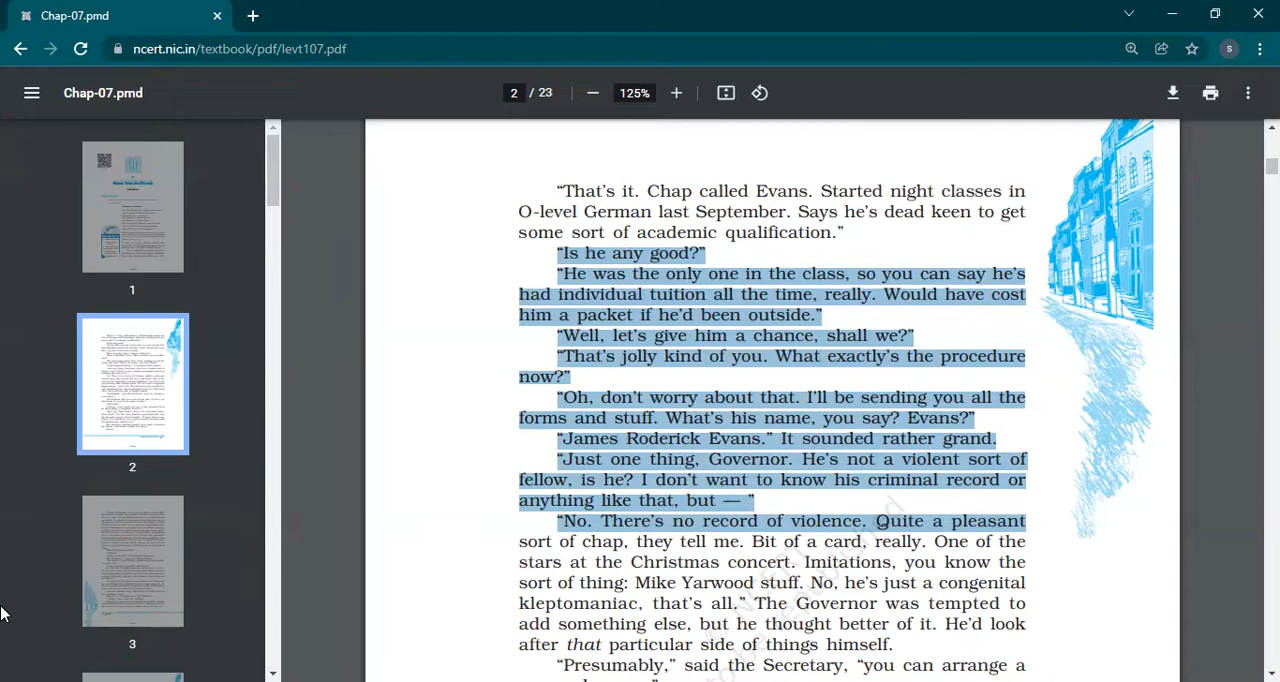 Chap-07.pmd
ncert.nic.in/textbook/pdf/levt107.pdf
S
Chap-07.pmd
2 / 23
125%
1
2
3
“That’s it. Chap called Evans. Started night classes in
O-level German last September. Says he’s dead keen to get
some sort of academic qualification.”
“Is he any good?”
“He was the only one in the class, so you can say he’s
had individual tuition all the time, really. Would have cost
him a packet if he’d been outside.”
“Well, let’s give him a chance, shall we?”
“That’s jolly kind of you. What exactly’s the procedure
now?”
“Oh, don’t worry about that. I’ll be sending you all the
forms and stuff. What’s his name, you say? Evans?”
“James Roderick Evans.” It sounded rather grand.
“Just one thing, Governor. He’s not a violent sort of
fellow, is he? I don’t want to know his criminal record or
anything like that, but — ”
“No. There’s no record of violence. Quite a pleasant
sort of chap, they tell me. Bit of a card, really. One of the
stars at the Christmas concert. Imitations, you know the
sort of thing: Mike Yarwood stuff. No, he’s just a congenital
kleptomaniac, that’s all.” The Governor was tempted to
add something else, but he thought better of it. He’d look
after that particular side of things himself.
“Presumably,” said the Secretary, “you can arrange a